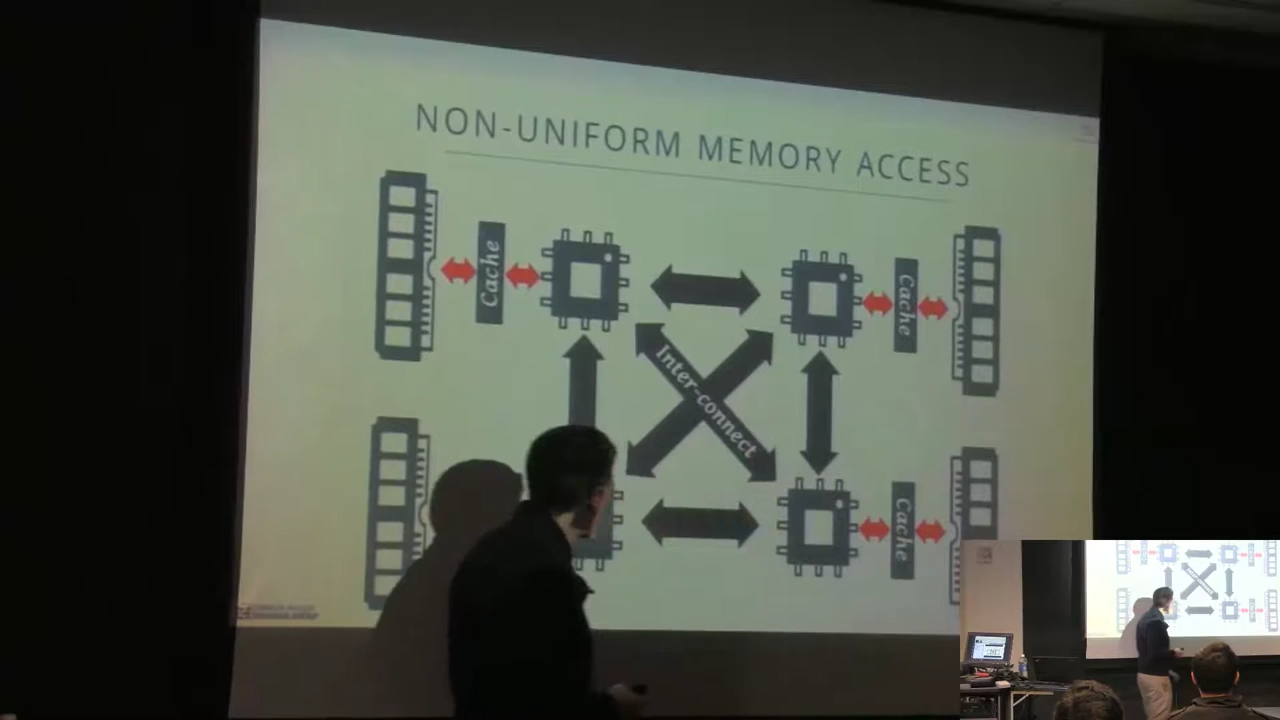 NON-UNIFORM MEMORY ACCESS
Cache
Cache
Inter-connect
Cache